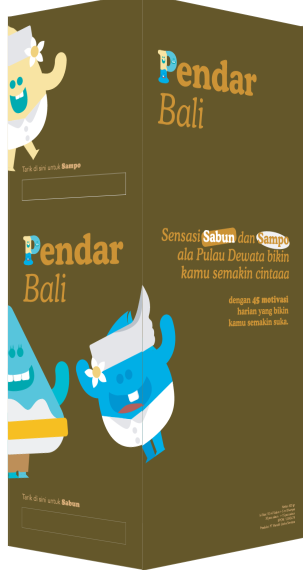 Tarik di sini untuk Sampo
Pendar
Bali
Tarik di sini untuk Sabun
Pendar
Bali
Sensasi Sabun dan Sampo
ala Pulau Dewata bikin
kamu semakin cintaaa
dengan 45 motivasi
harian yang bikin
kamu semakin suka.